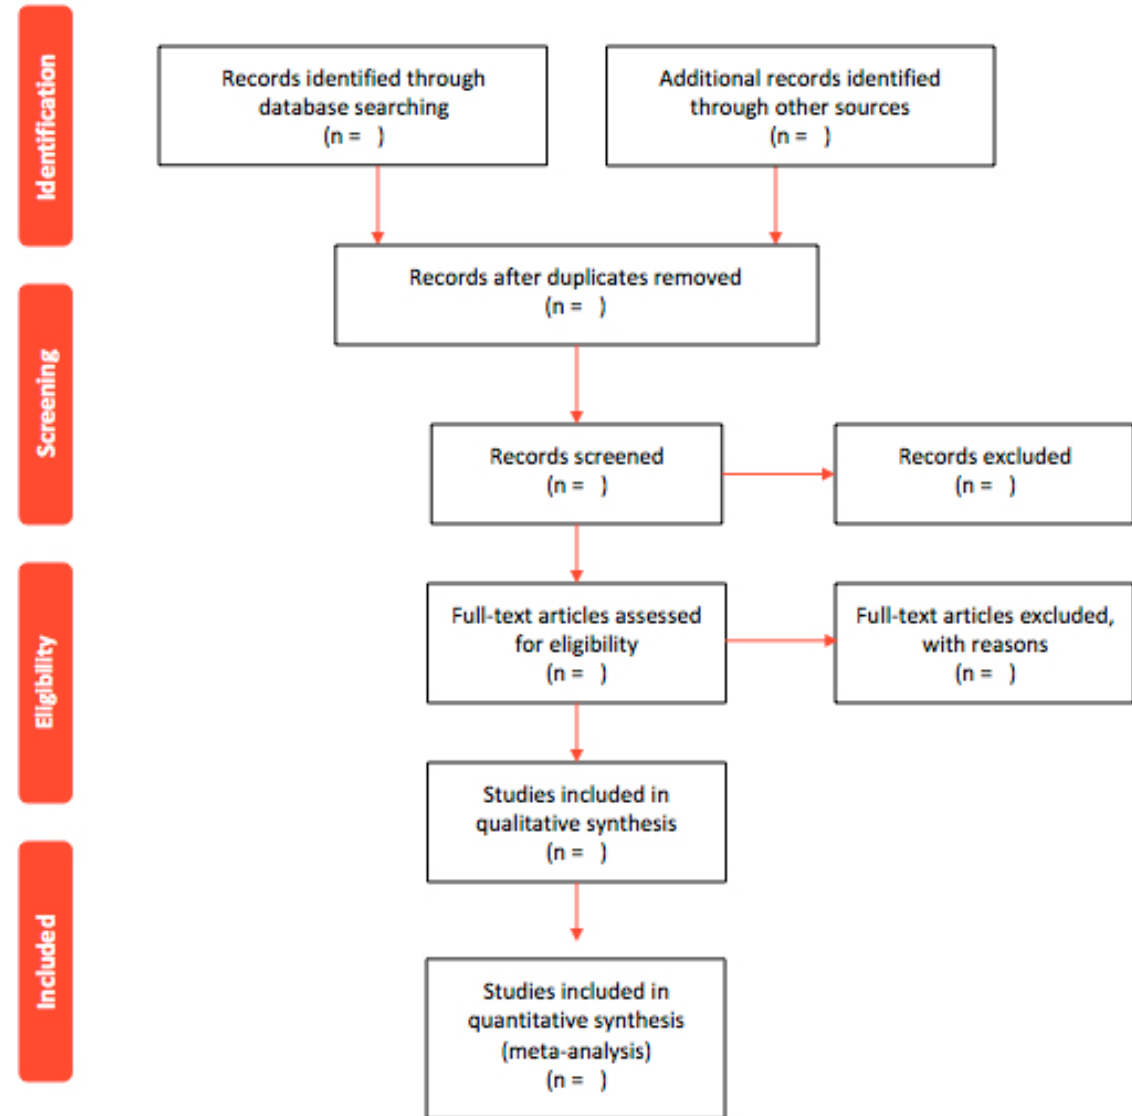 Identification
Records identified through
database searching
(n =   )
Additional records identified
through other sources
(n =   )
Records after duplicates removed
(n =   )
Screening
Records screened
(n =   )
Records excluded
(n =   )
Eligibility
Full-text articles assessed
for eligibility
(n =   )
Full-text articles excluded,
with reasons
(n =   )
Studies included in
qualitative synthesis
(n =   )
Included
Studies included in
quantitative synthesis
(meta-analysis)
(n =   )